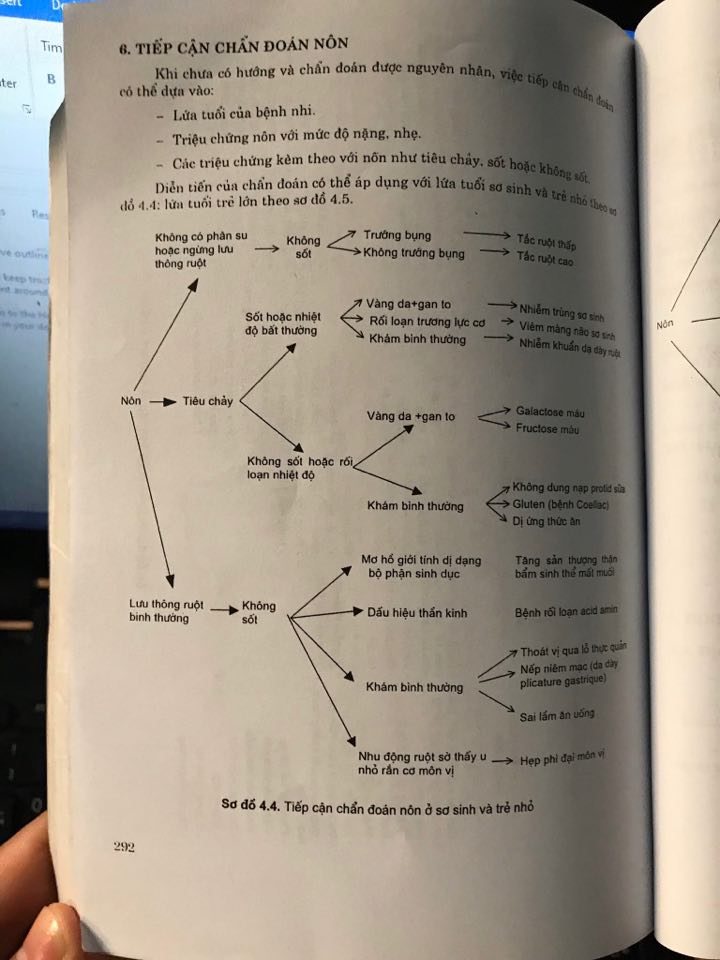 6. TIẾP CẬN CHẨN ĐOÁN NÔN
Khi chưa có hướng và chẩn đoán được nguyên nhân, việc tiếp cận chẩn đoán
có thể dựa vào:
– Lứa tuổi của bệnh nhi.
– Triệu chứng nôn với mức độ nặng, nhẹ.
– Các triệu chứng kèm theo với nôn như tiêu chảy, sốt hoặc không sốt.
Diễn tiến của chẩn đoán có thể áp dụng với lứa tuổi sơ sinh và trẻ nhỏ theo sơ
đồ 4.4: lứa tuổi trẻ lớn theo sơ đồ 4.5.
Không có phân su
hoặc ngừng lưu
thông ruột
Không
sốt
Trướng bụng
Tắc ruột thấp
Không trướng bụng
Tắc ruột cao
Sốt hoặc nhiệt
độ bất thường
Vàng da+gan to
Nhiễm trùng sơ sinh
Rối loạn trương lực cơ
Viêm màng não sơ sinh
Khám bình thường
Nhiễm khuẩn dạ dày ruột
Nôn
Tiêu chảy
Vàng da +gan to
Galactose máu
Fructose máu
Không sốt hoặc rối
loạn nhiệt độ
Khám bình thường
Không dung nạp protid sữa
Gluten (bệnh Coeliac)
Dị ứng thức ăn
Lưu thông ruột
bình thường
Không
sốt
Mơ hồ giới tính dị dạng
bộ phận sinh dục
Tăng sản thượng thận
bẩm sinh thể mất muối
Dấu hiệu thần kinh
Bệnh rối loạn acid amin
Khám bình thường
Thoát vị qua lỗ thực quản
Nếp niêm mạc (dạ dày
plicature gastrique)
Sai lầm ăn uống
Nhu động ruột sờ thấy u
nhỏ rắn cơ môn vị
Hẹp phì đại môn vị
Sơ đồ 4.4. Tiếp cận chẩn đoán nôn ở sơ sinh và trẻ nhỏ
292
Nôn
Tim
B